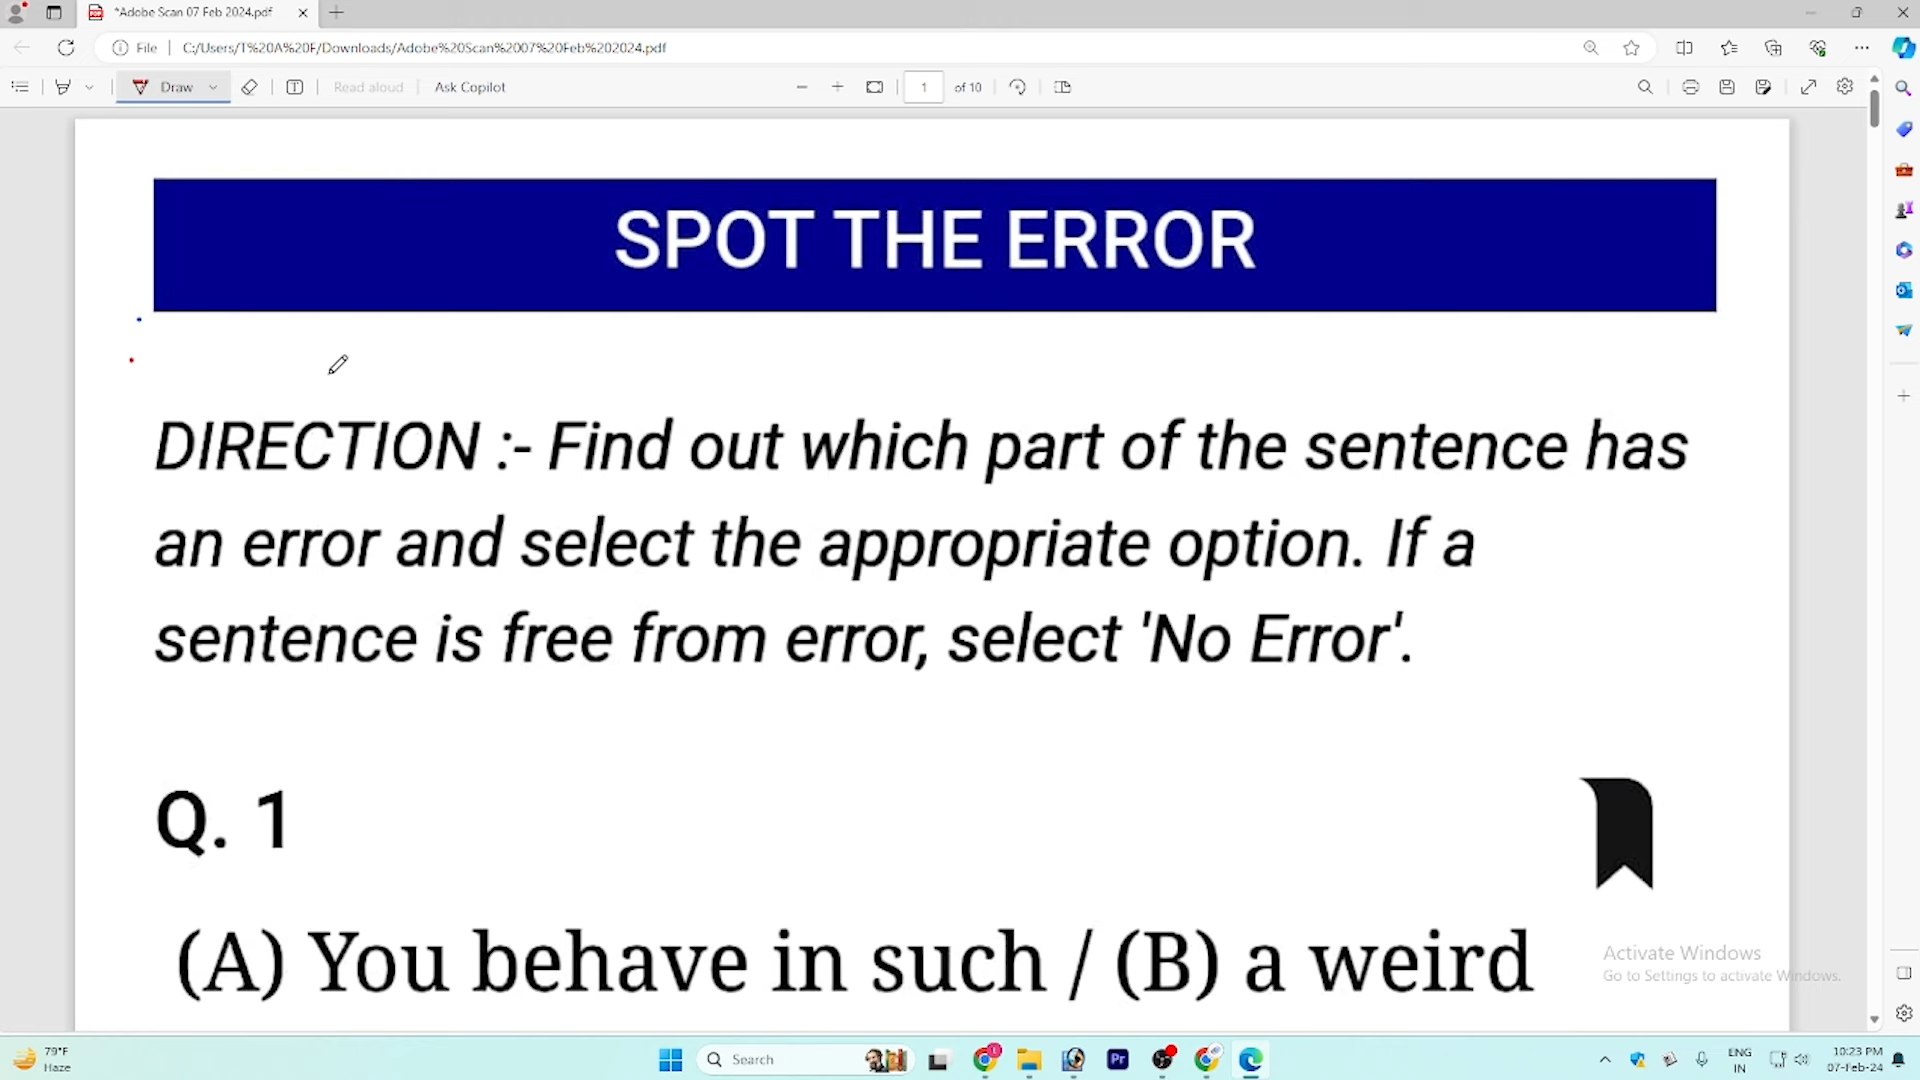 *Adobe Scan 07 Feb 2024.pdf
File
C:/Users/T%20A%20F/Downloads/Adobe%20Scan%2007%20Feb%202024.pdf
Draw
Read aloud
Ask Copilot
1
of 10
SPOT THE ERROR
DIRECTION :- Find out which part of the sentence has
an error and select the appropriate option. If a
sentence is free from error, select 'No Error'.
Q. 1
(A) You behave in such / (B) a weird
Activate Windows
Go to Settings to activate Windows.
79°F
Haze
Search
Pr
ENG
IN
10:23 PM
07-Feb-24